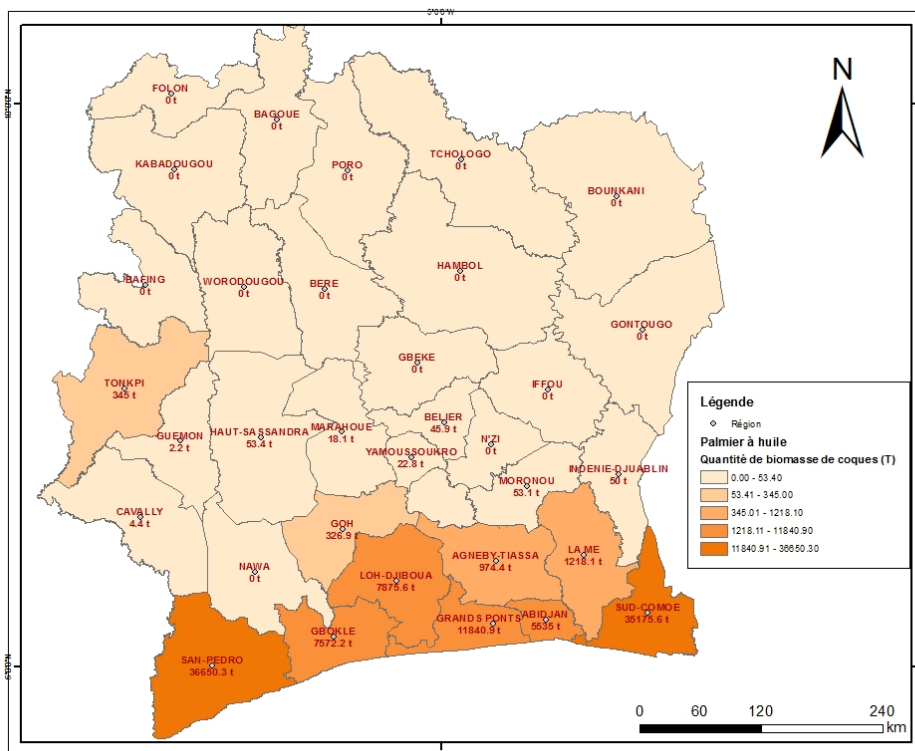 5°0'0"W
10°0'0"N
N
FOLON
0 t
BAGOUE
0 t
KABADOUGOU
0 t
PORO
0 t
TCHOLOGO
0 t
BOUNKANI
0 t
BAFING
0 t
WORODOUGOU
0 t
BERE
0 t
HAMBOL
0 t
GONTOUGO
0 t
GBEKE
0 t
TONKPI
345 t
IFFOU
0 t
BELIER
45.9 t
GUEMON
2.2 t
HAUT-SASSANDRA
53.4 t
MARAHOUE
18.1 t
N'ZI
0 t
YAMOUSSOUKRO
22.8 t
INDENIE-DJUABLIN
50 t
MORONOU
53.1 t
CAVALLY
4.4 t
GOH
326.9 t
NAWA
0 t
LOH-DJIBOUA
7875.6 t
AGNEBY-TIASSA
974.4 t
LA ME
1218.1 t
SUD-COMOE
35175.6 t
GBOKLE
7572.2 t
GRANDS PONTS
11840.9 t
ABIDJAN
5535 t
SAN-PEDRO
36650.3 t
Légende
Région
Palmier à huile
Quantité de biomasse de coques (T)
0.00 - 53.40
53.41 - 345.00
345.01 - 1218.10
1218.11 - 11840.90
11840.91 - 36650.30
0 60 120 240
km